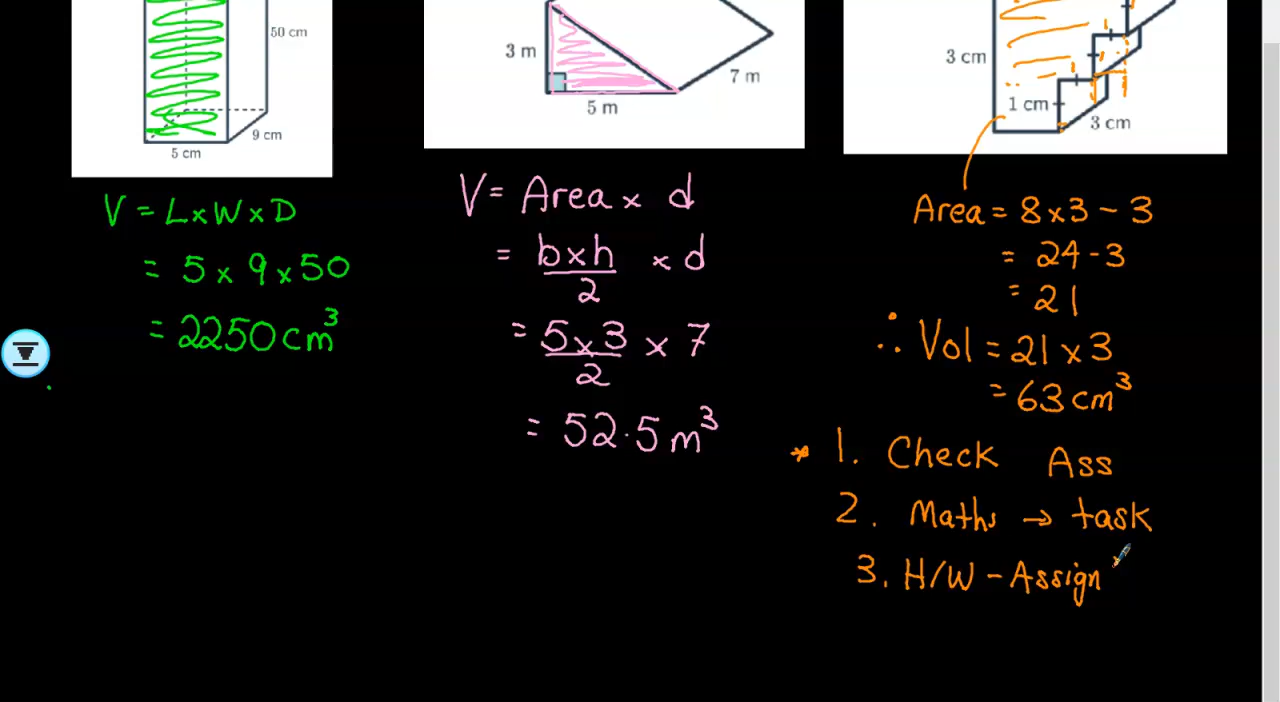 50 cm
9 cm
5 cm
V = L x W x D
= 5 x 9 x 50
= 2250 cm³
3 m
7 m
5 m
V = Area x d
= b x h / 2 x d
= 5 x 3 / 2 x 7
= 52.5 m³
3 cm
1 cm
3 cm
Area = 8 x 3 - 3
= 24 - 3
= 21
∴ Vol = 21 x 3
= 63 cm³
* 1. Check Ass
2. Maths → task
3. H/W - Assign